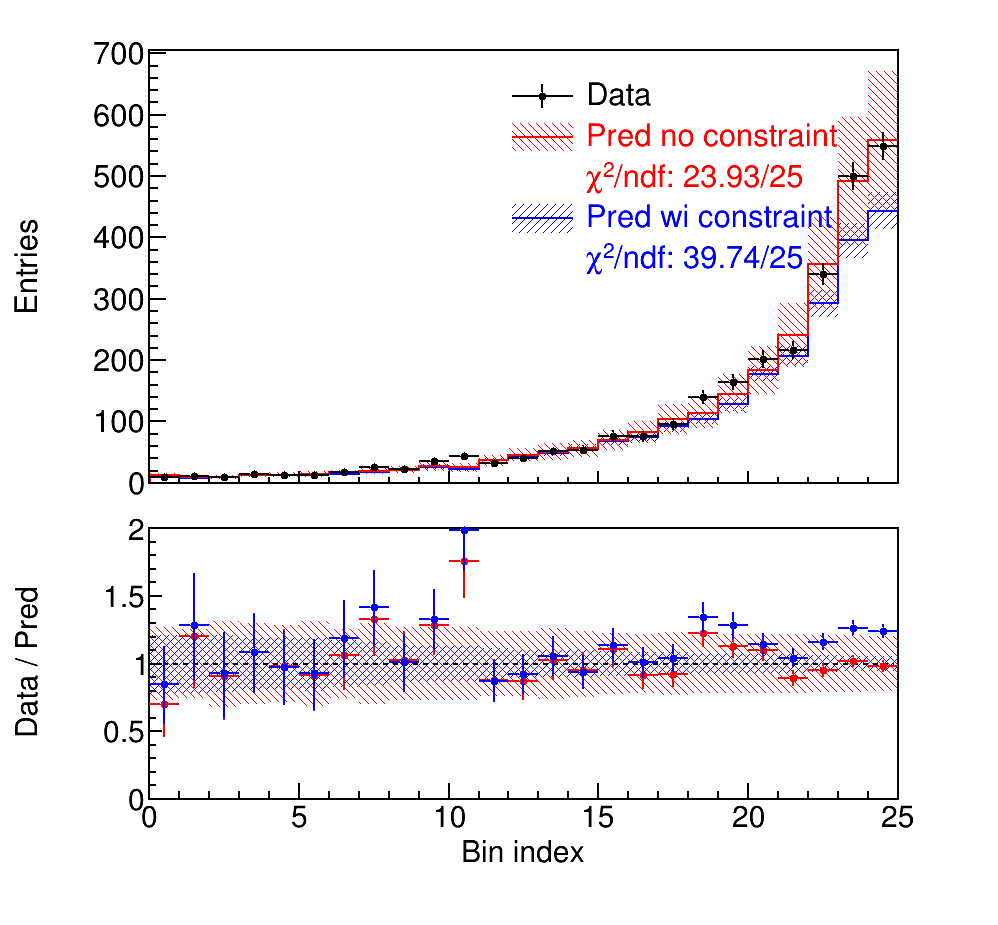 700
600
500
400
300
200
100
0
Entries
Data
Pred no constraint
χ²/ndf: 23.93/25
Pred wi constraint
χ²/ndf: 39.74/25
2
1.5
1
0.5
0
Data / Pred
0 5 10 15 20 25
Bin index